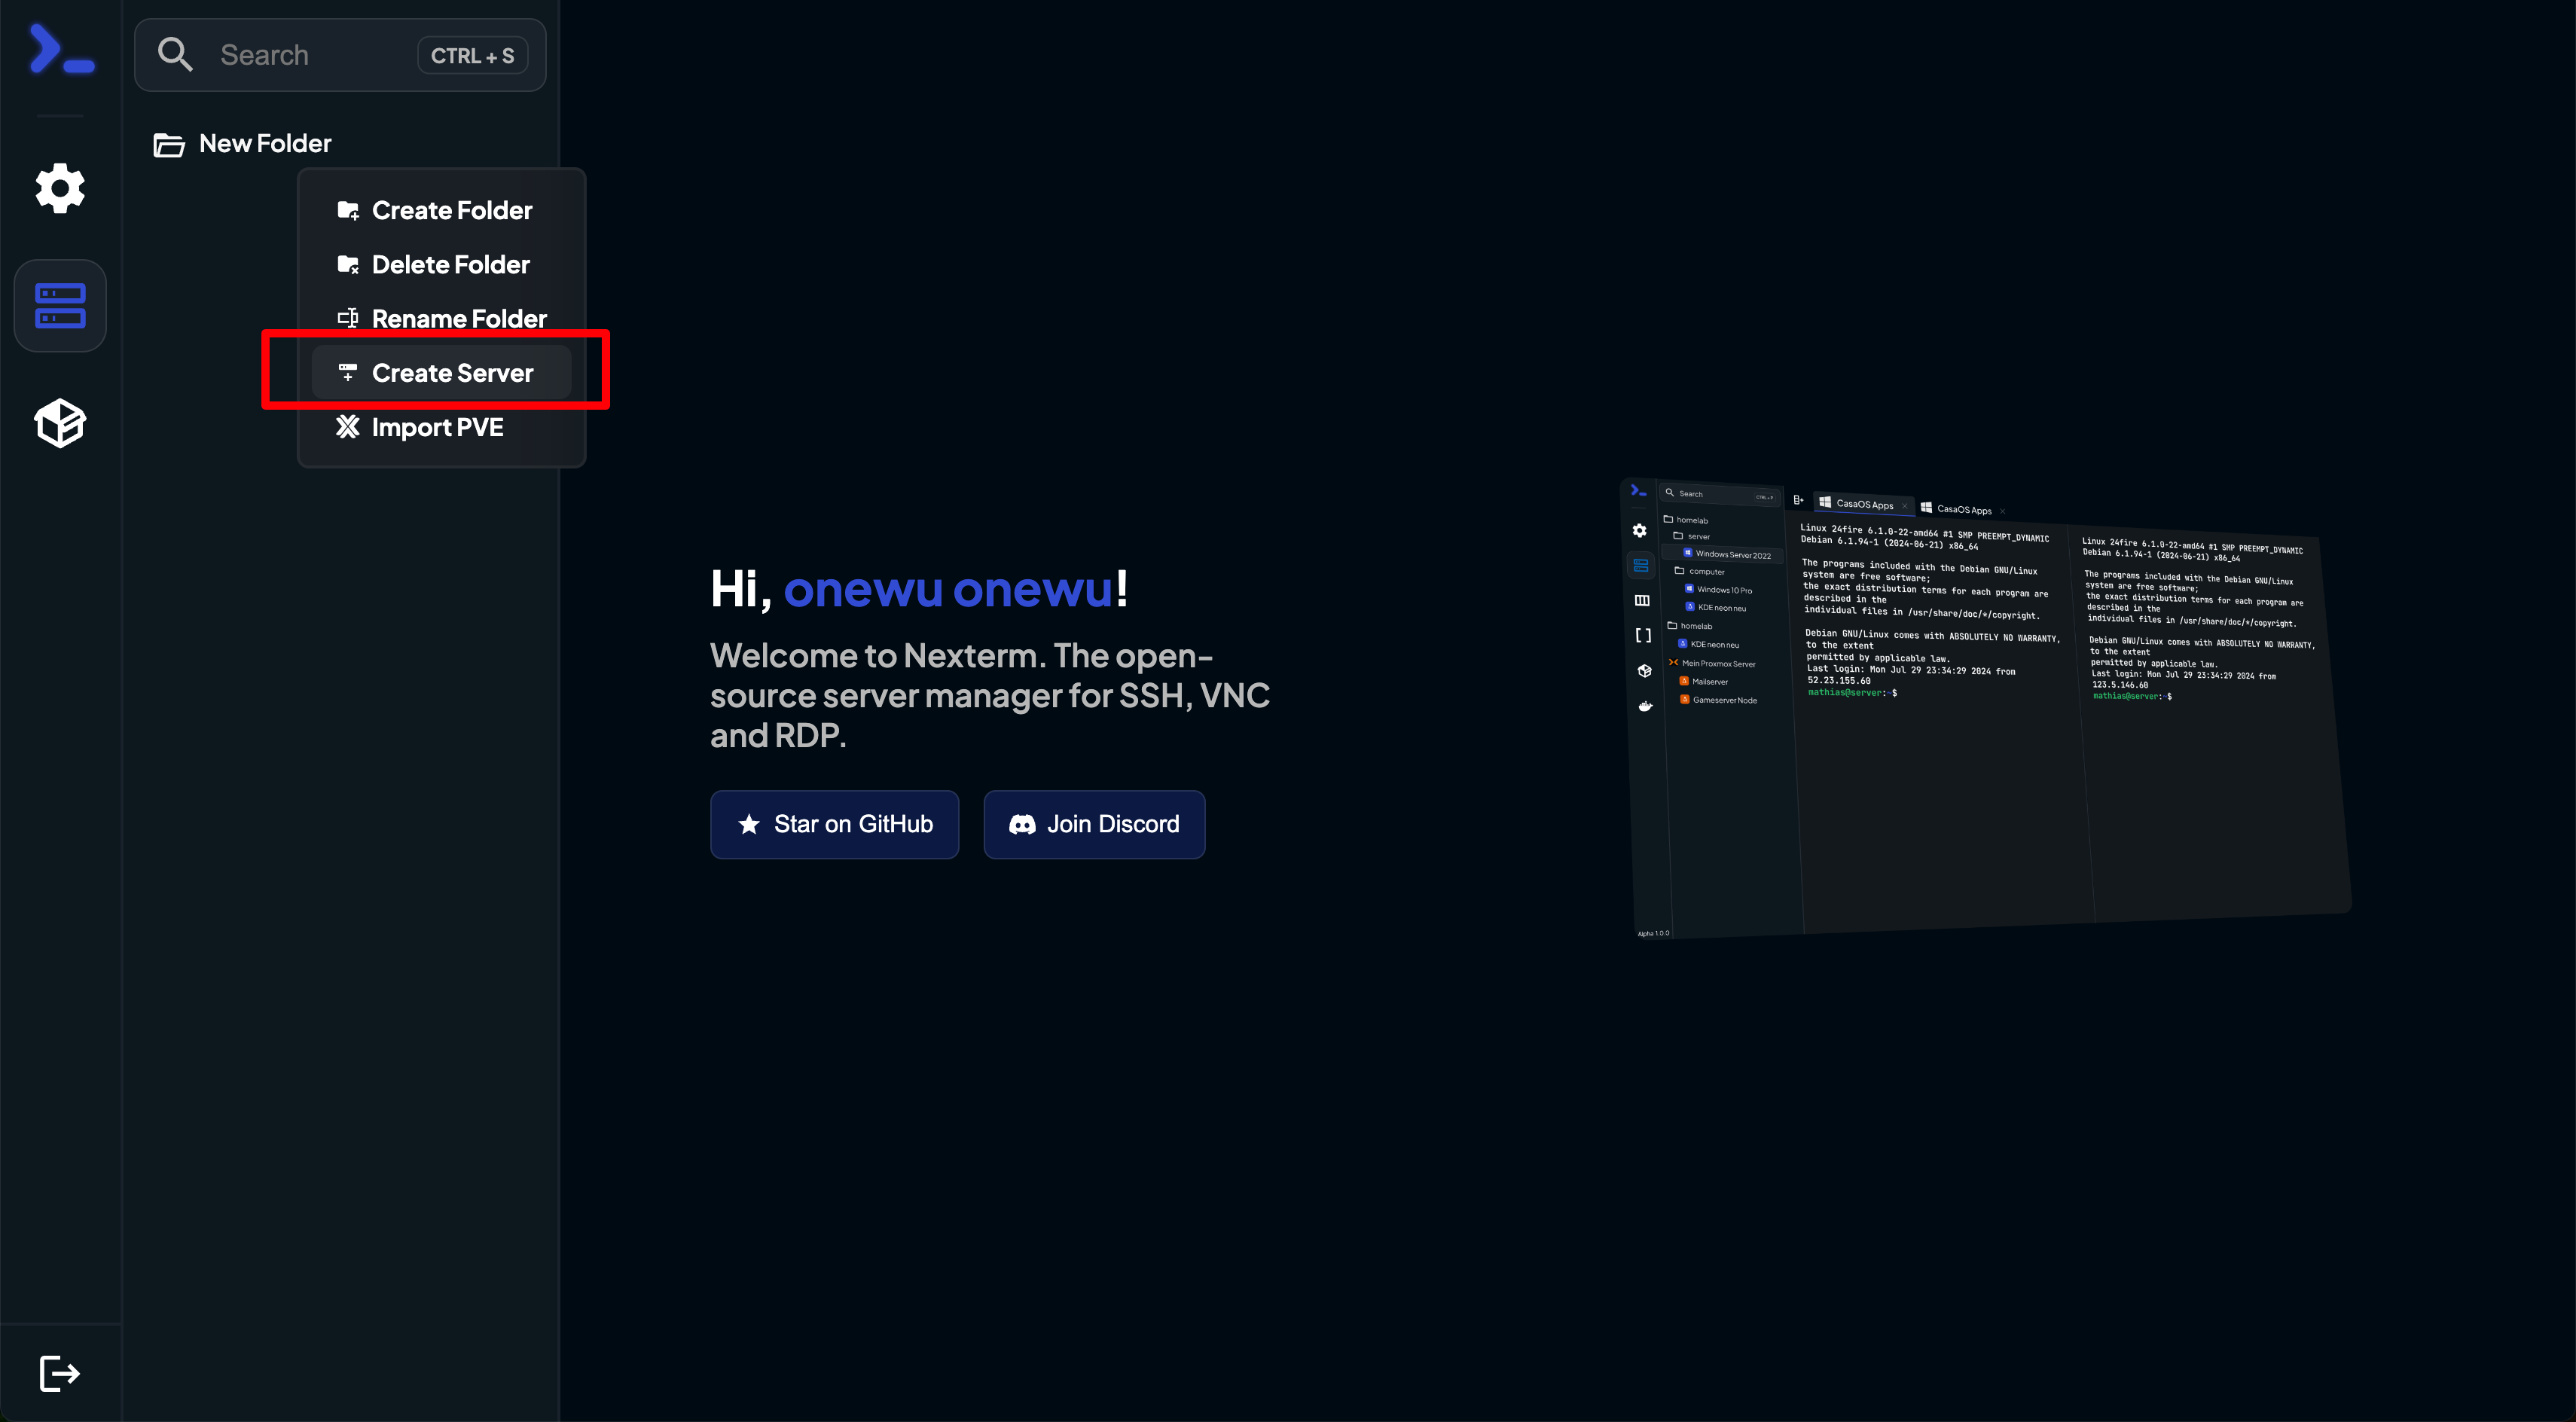 Search
CTRL + S
New Folder
Create Folder
Delete Folder
Rename Folder
Create Server
Import PVE
Hi, onewu onewu!
Welcome to Nexterm. The open-
source server manager for SSH, VNC
and RDP.
Star on GitHub
Join Discord
Search
homelab
server
Windows Server 2022
computer
Windows 10 Pro
KDE neon neu
homelab
KDE neon neu
Mein Proxmox Server
Mailserver
Gameserver Node
Alpha 1.0.0
CasaOS Apps ×
CasaOS Apps ×
Linux 24fire 6.1.0-22-amd64 #1 SMP PREEMPT_DYNAMIC
Debian 6.1.94-1 (2024-06-21) x86_64
The programs included with the Debian GNU/Linux
system are free software;
the exact distribution terms for each program are
described in the
individual files in /usr/share/doc/*/copyright.
Debian GNU/Linux comes with ABSOLUTELY NO WARRANTY,
to the extent
permitted by applicable law.
Last login: Mon Jul 29 23:34:29 2024 from
52.23.155.60
mathias@server:~$
Linux 24fire 6.1.0-22-amd64 #1 SMP PREEMPT_DYNAMIC
Debian 6.1.94-1 (2024-06-21) x86_64
The programs included with the Debian GNU/Linux
system are free software;
the exact distribution terms for each program are
described in the
individual files in /usr/share/doc/*/copyright.
Debian GNU/Linux comes with ABSOLUTELY NO WARRANTY,
to the extent
permitted by applicable law.
Last login: Mon Jul 29 23:34:29 2024 from
123.5.146.60
mathias@server:~$